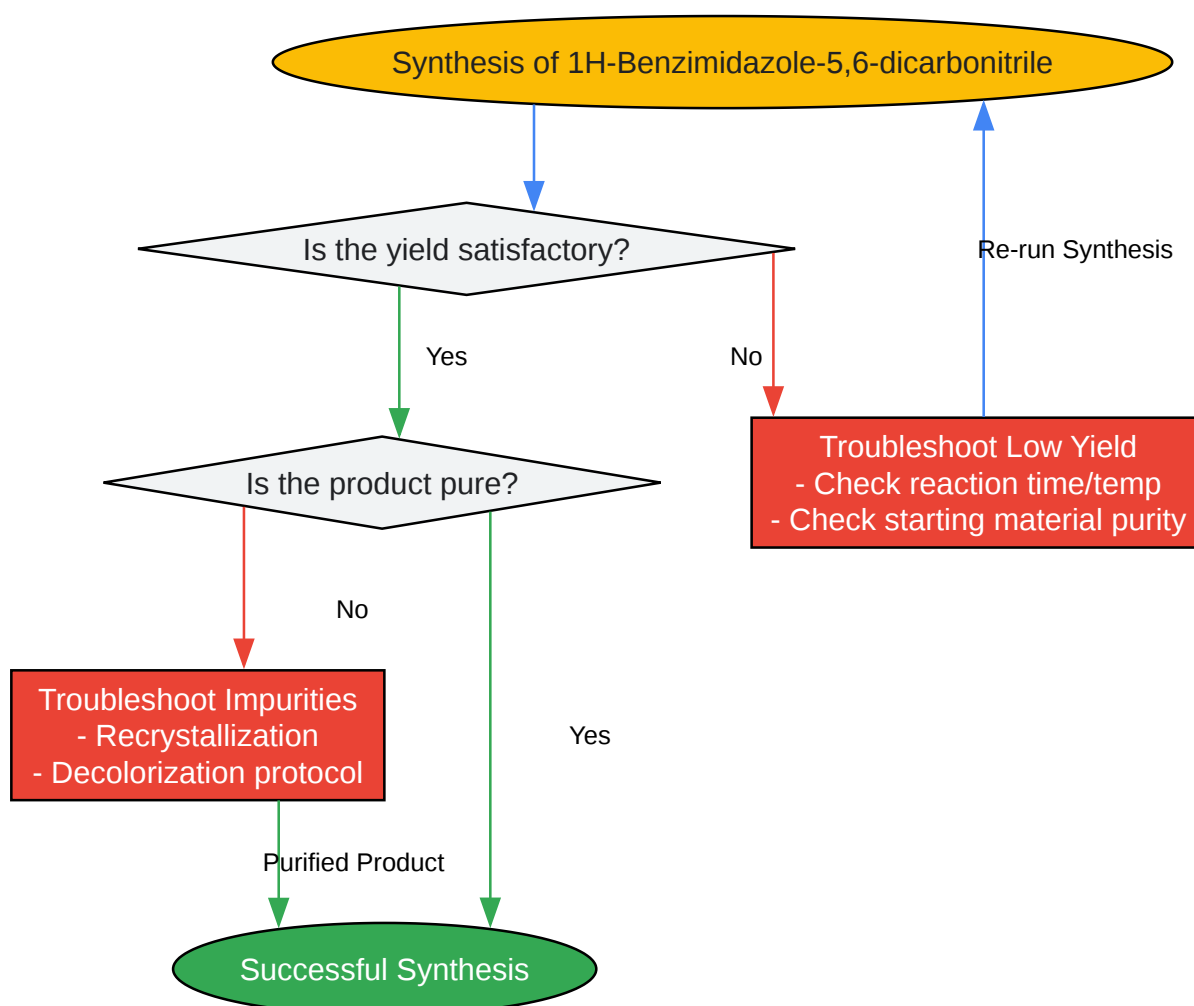 Synthesis of 1H-Benzimidazole-5,6-dicarbonitrile
Is the yield satisfactory?
Re-run Synthesis
Yes
No
Troubleshoot Low Yield
- Check reaction time/temp
- Check starting material purity
Is the product pure?
No
Troubleshoot Impurities
- Recrystallization
- Decolorization protocol
Yes
Purified Product
Successful Synthesis